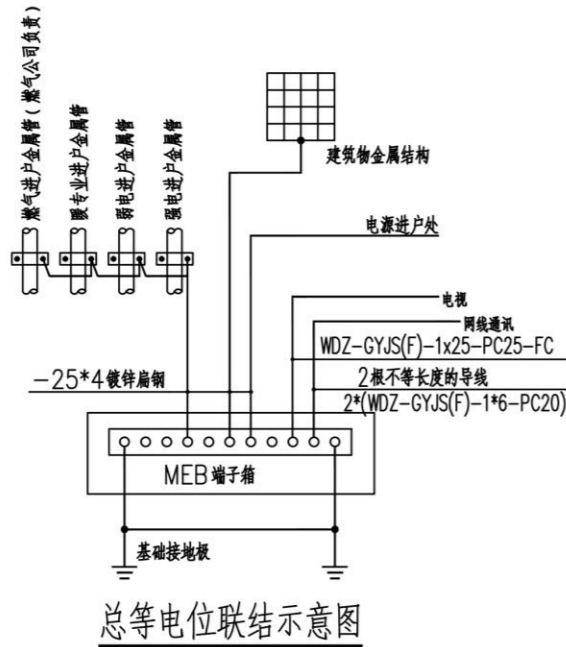 燃气进户金属管(燃气公司负责)
暖专业进户金属管
弱电进户金属管
强电进户金属管
建筑物金属结构
电源进户处
电视
网线通讯
WDZ-GYJS(F)-1x25-PC25-FC
-25*4镀锌扁钢
2根不等长度的导线
2*(WDZ-GYJS(F)-1*6-PC20)
MEB端子箱
基础接地极
总等电位联结示意图